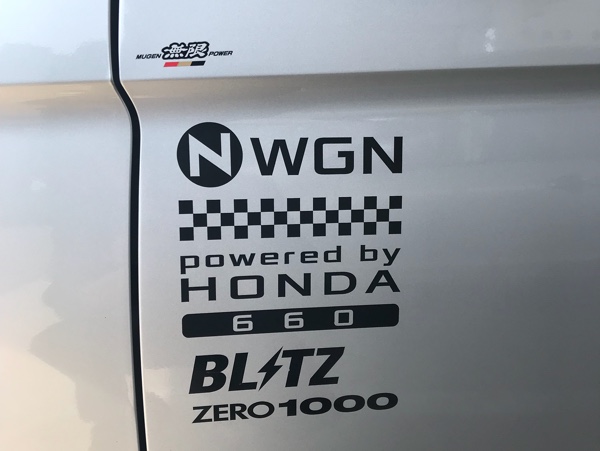 MUGEN 無限 POWER
N WGN
powered by
HONDA
660
BLITZ
ZERO1000